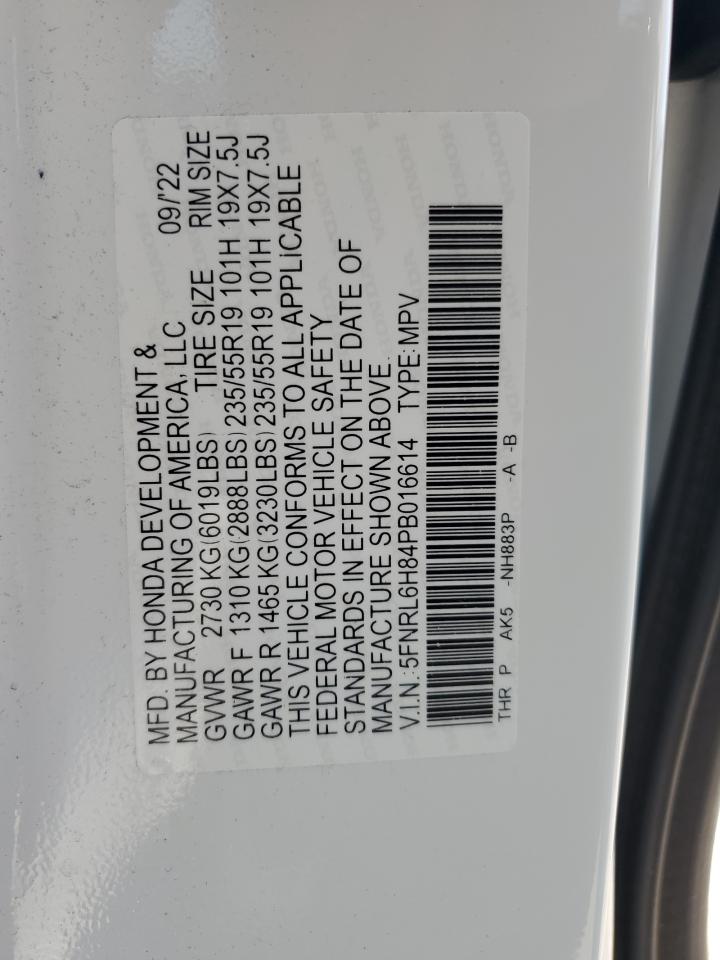 MFD. BY HONDA DEVELOPMENT &
MANUFACTURING OF AMERICA, LLC 09/'22
GVWR 2730 KG(6019LBS) TIRE SIZE RIM SIZE
GAWR F 1310 KG(2888LBS) 235/55R19 101H 19X7.5J
GAWR R 1465 KG(3230LBS) 235/55R19 101H 19X7.5J
THIS VEHICLE CONFORMS TO ALL APPLICABLE
FEDERAL MOTOR VEHICLE SAFETY
STANDARDS IN EFFECT ON THE DATE OF
MANUFACTURE SHOWN ABOVE.
V.I.N.:5FNRL6H84PB016614 TYPE:MPV
THR P AK5 -NH883P -A -B